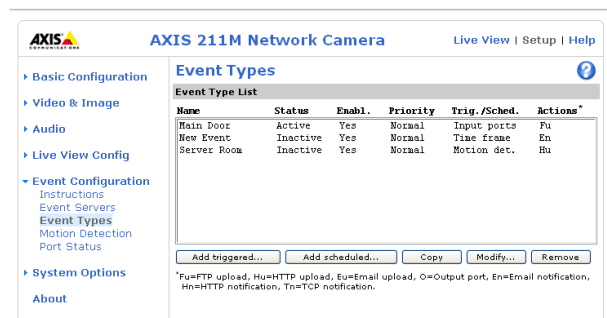 AXIS
COMMUNICATIONS
AXIS 211M Network Camera
Live View | Setup | Help
Basic Configuration
Video & Image
Audio
Live View Config
Event Configuration
Instructions
Event Servers
Event Types
Motion Detection
Port Status
System Options
About
Event Types
?
Event Type List
Name Status Enabl. Priority Trig./Sched. Actions*
Main Door Active Yes Normal Input ports Fu
New Event Inactive Yes Normal Time frame En
Server Room Inactive Yes Normal Motion det. Hu
Add triggered... Add scheduled... Copy Modify... Remove
*Fu=FTP upload, Hu=HTTP upload, Eu=Email upload, O=Output port, En=Email notification,
Hn=HTTP notification, Tn=TCP notification.